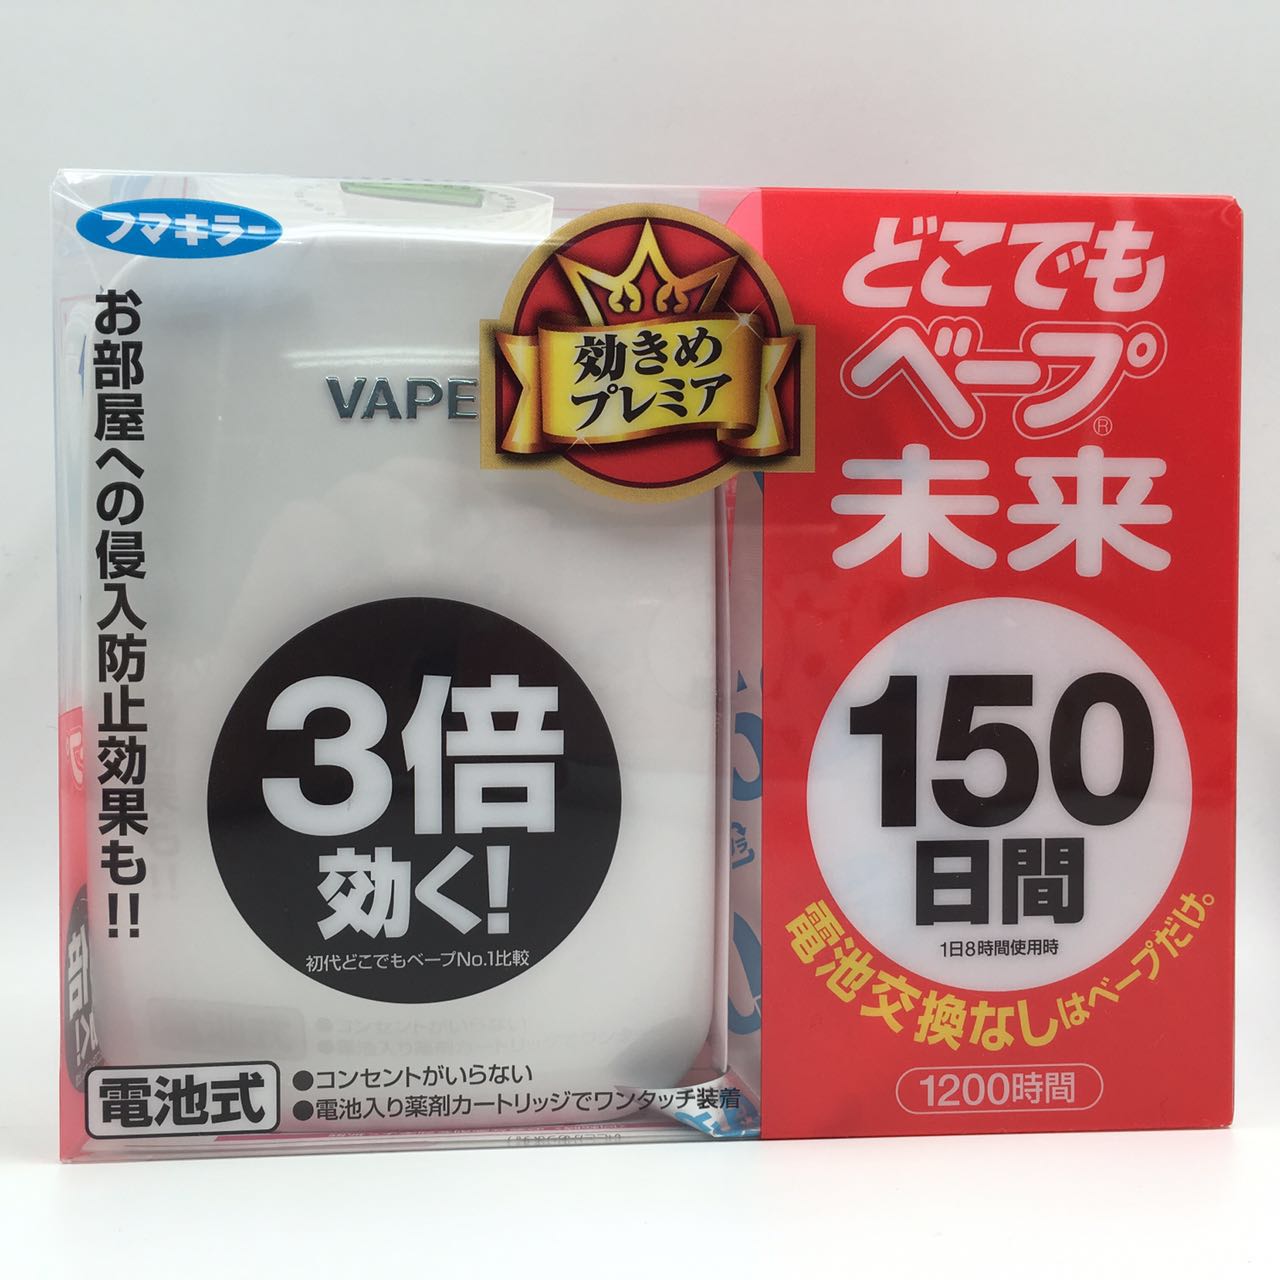 フマキラー
お部屋への侵入防止効果も!!
VAPE
効きめ
プレミア
3倍
効く!
初代どこでもベープNo.1比較
電池式
●コンセントがいらない
●電池入り薬剤カートリッジでワンタッチ装着
どこでも
ベープ®
未来
150
日間
1日8時間使用時
電池交換なしはベープだけ。
1200時間